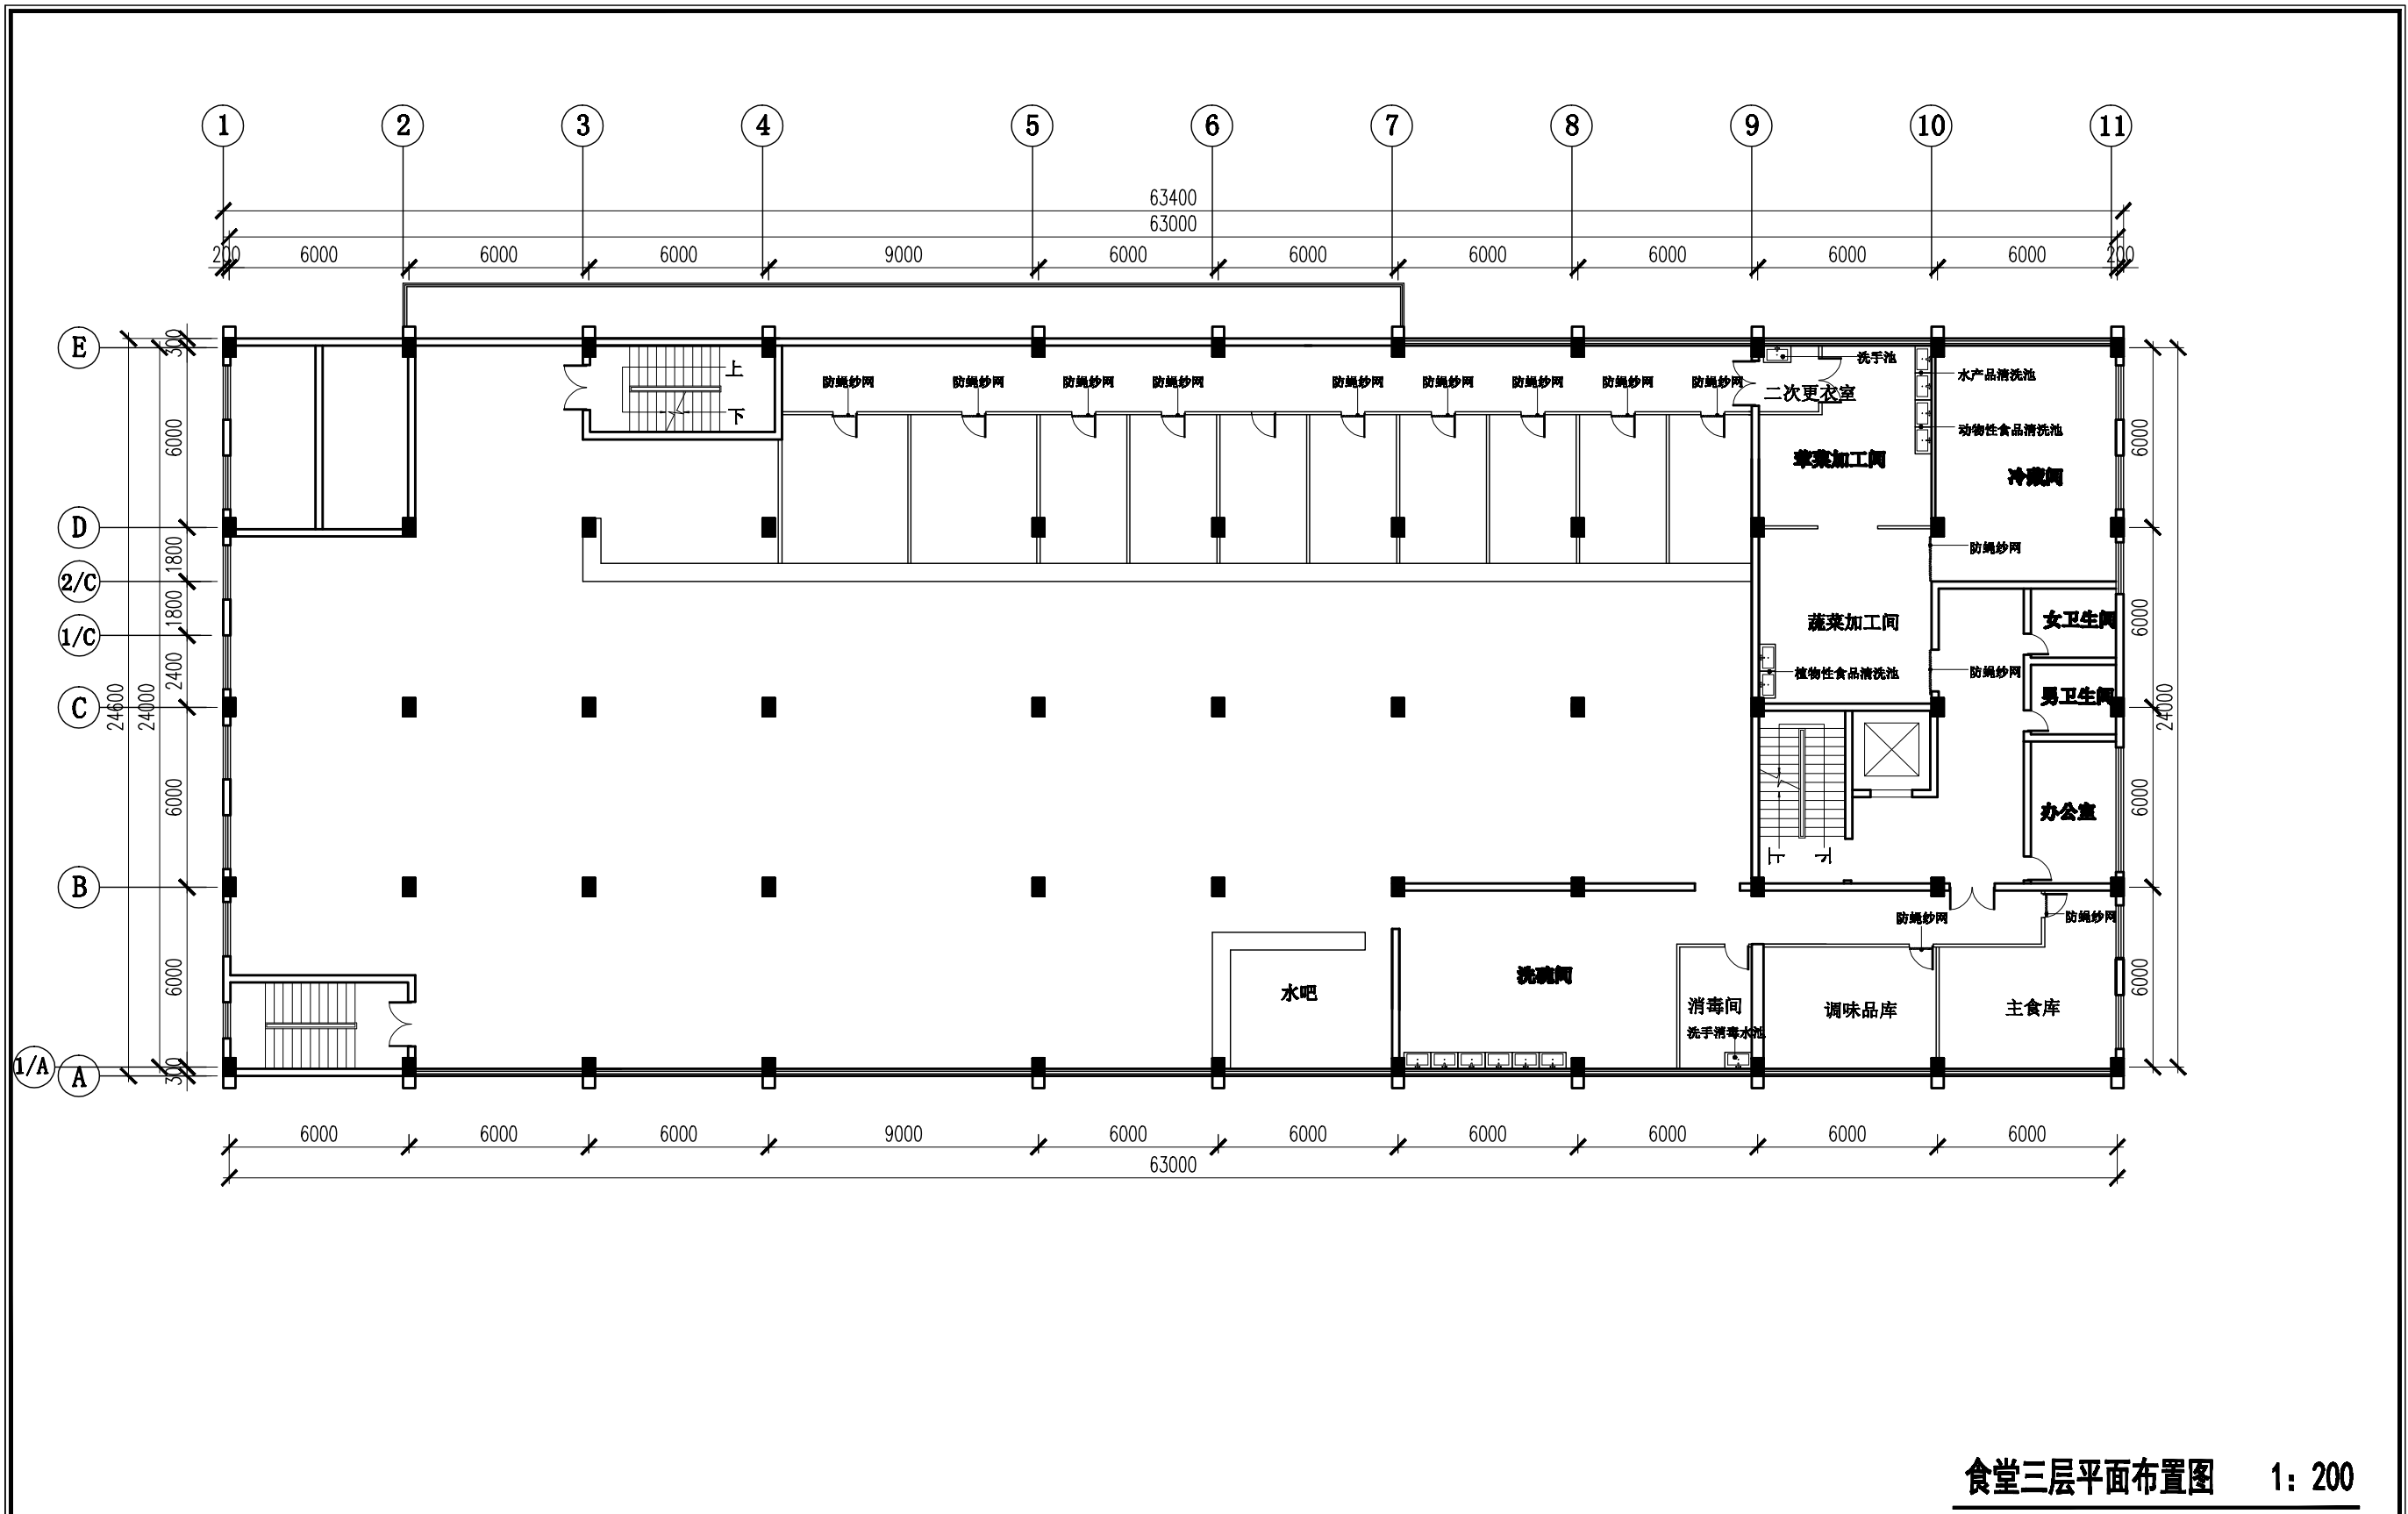 1 2 3 4 5 6 7 8 9 10 11
63400
63000
200 6000 6000 6000 9000 6000 6000 6000 6000 6000 6000 200
E
D
2/C
1/C
C
B
1/A
A
300
6000
1800
1800
2400
6000
6000
300
24600
24000
上
下
防蝇纱网 防蝇纱网 防蝇纱网 防蝇纱网 防蝇纱网 防蝇纱网 防蝇纱网 防蝇纱网 防蝇纱网
洗手池
二次更衣室
水产品清洗池
动物性食品清洗池
荤菜加工间
冷藏间
防蝇纱网
蔬菜加工间
女卫生间
植物性食品清洗池
防蝇纱网
男卫生间
办公室
上 下
防蝇纱网
防蝇纱网
水吧
洗碗间
消毒间
洗手消毒水池
调味品库
主食库
6000
6000
6000
6000
24000
6000 6000 6000 9000 6000 6000 6000 6000 6000 6000
63000
食堂三层平面布置图 1：200